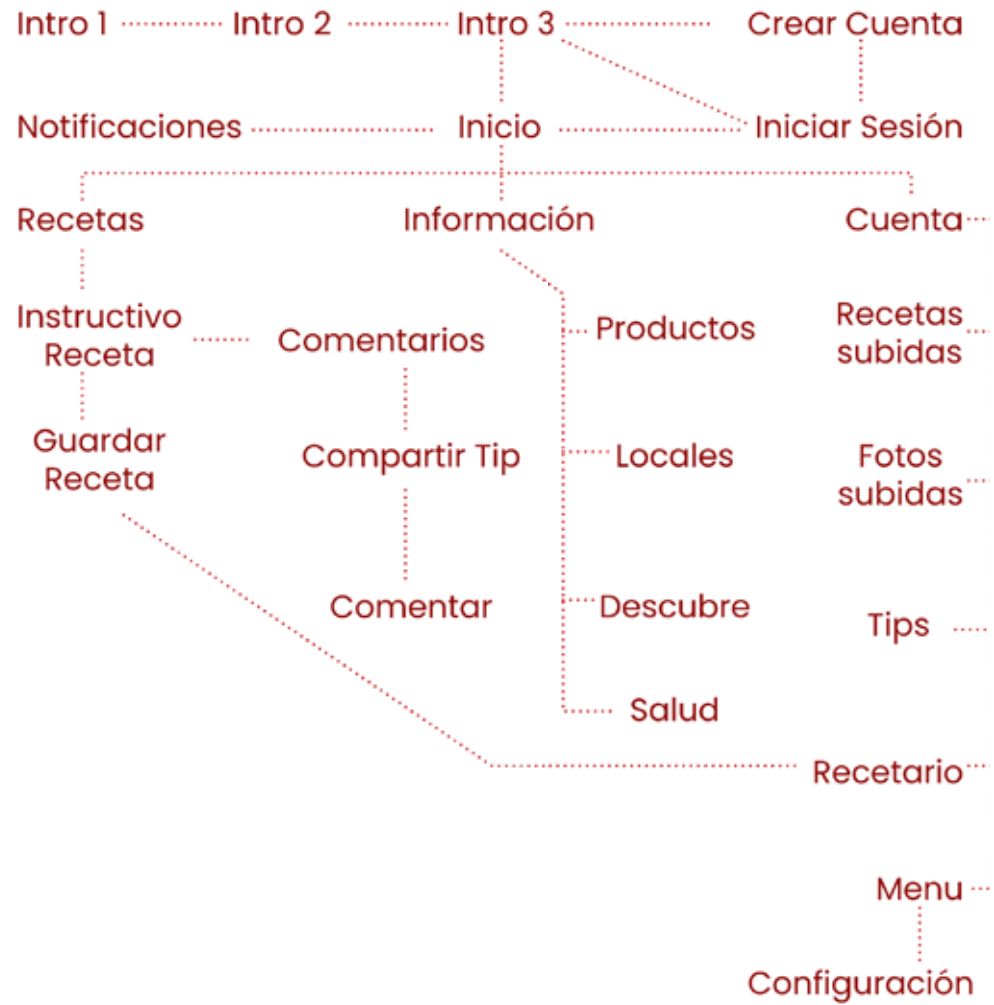 Intro 1
Intro 2
Intro 3
Crear Cuenta
Notificaciones
Inicio
Iniciar Sesión
Recetas
Información
Cuenta
Instructivo
Receta
Comentarios
Productos
Recetas
subidas
Guardar
Receta
Compartir Tip
Locales
Fotos
subidas
Comentar
Descubre
Tips
Salud
Recetario
Menu
Configuración